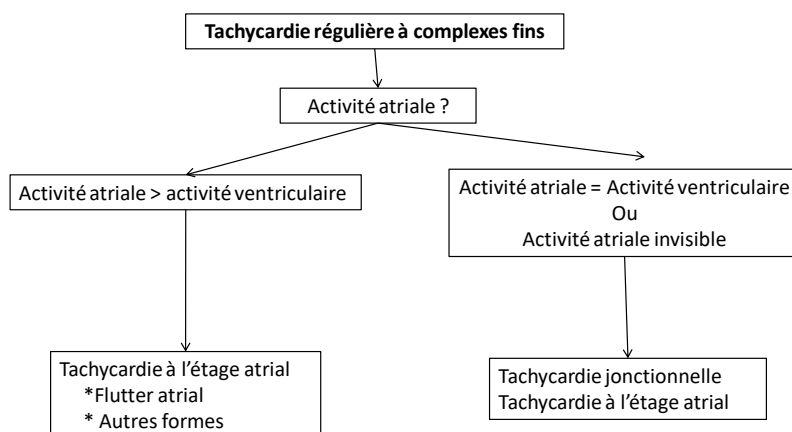 Tachycardie régulière à complexes fins
Activité atriale ?
Activité atriale > activité ventriculaire
Activité atriale = Activité ventriculaire
Ou
Activité atriale invisible
Tachycardie à l’étage atrial
*Flutter atrial
* Autres formes
Tachycardie jonctionnelle
Tachycardie à l’étage atrial